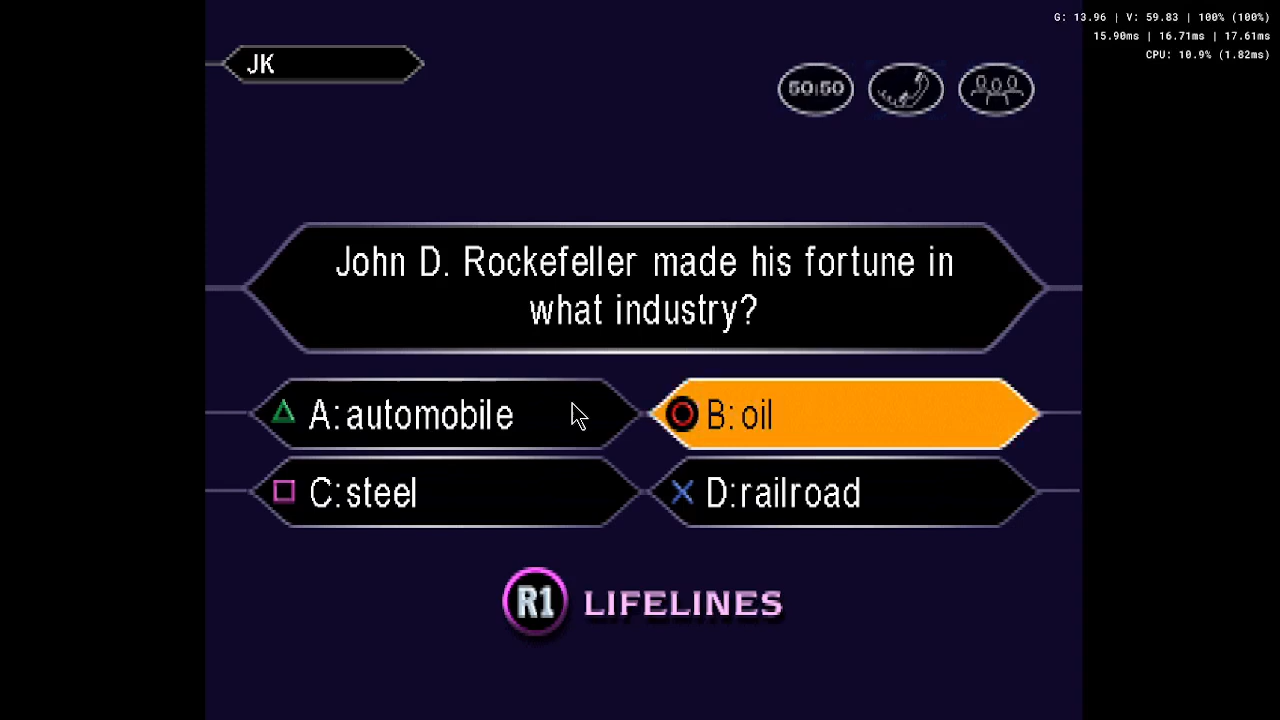 G: 13.96 | V: 59.83 | 100% (100%)
15.90ms | 16.71ms | 17.61ms
CPU: 10.9% (1.82ms)
JK
50:50
John D. Rockefeller made his fortune in
what industry?
A: automobile
B: oil
C: steel
D: railroad
R1 LIFELINES